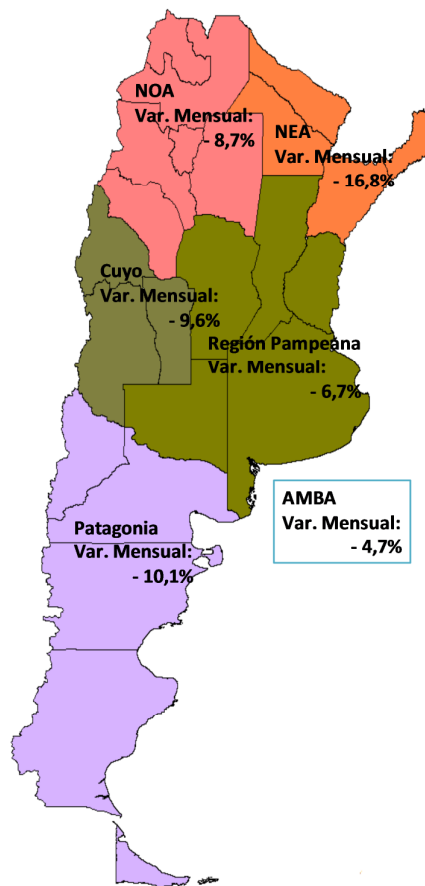 NOA
Var. Mensual:
- 8,7%
NEA
Var. Mensual:
- 16,8%
Cuyo
Var. Mensual:
- 9,6%
Región Pampeana
Var. Mensual:
- 6,7%
AMBA
Var. Mensual:
- 4,7%
Patagonia
Var. Mensual:
- 10,1%